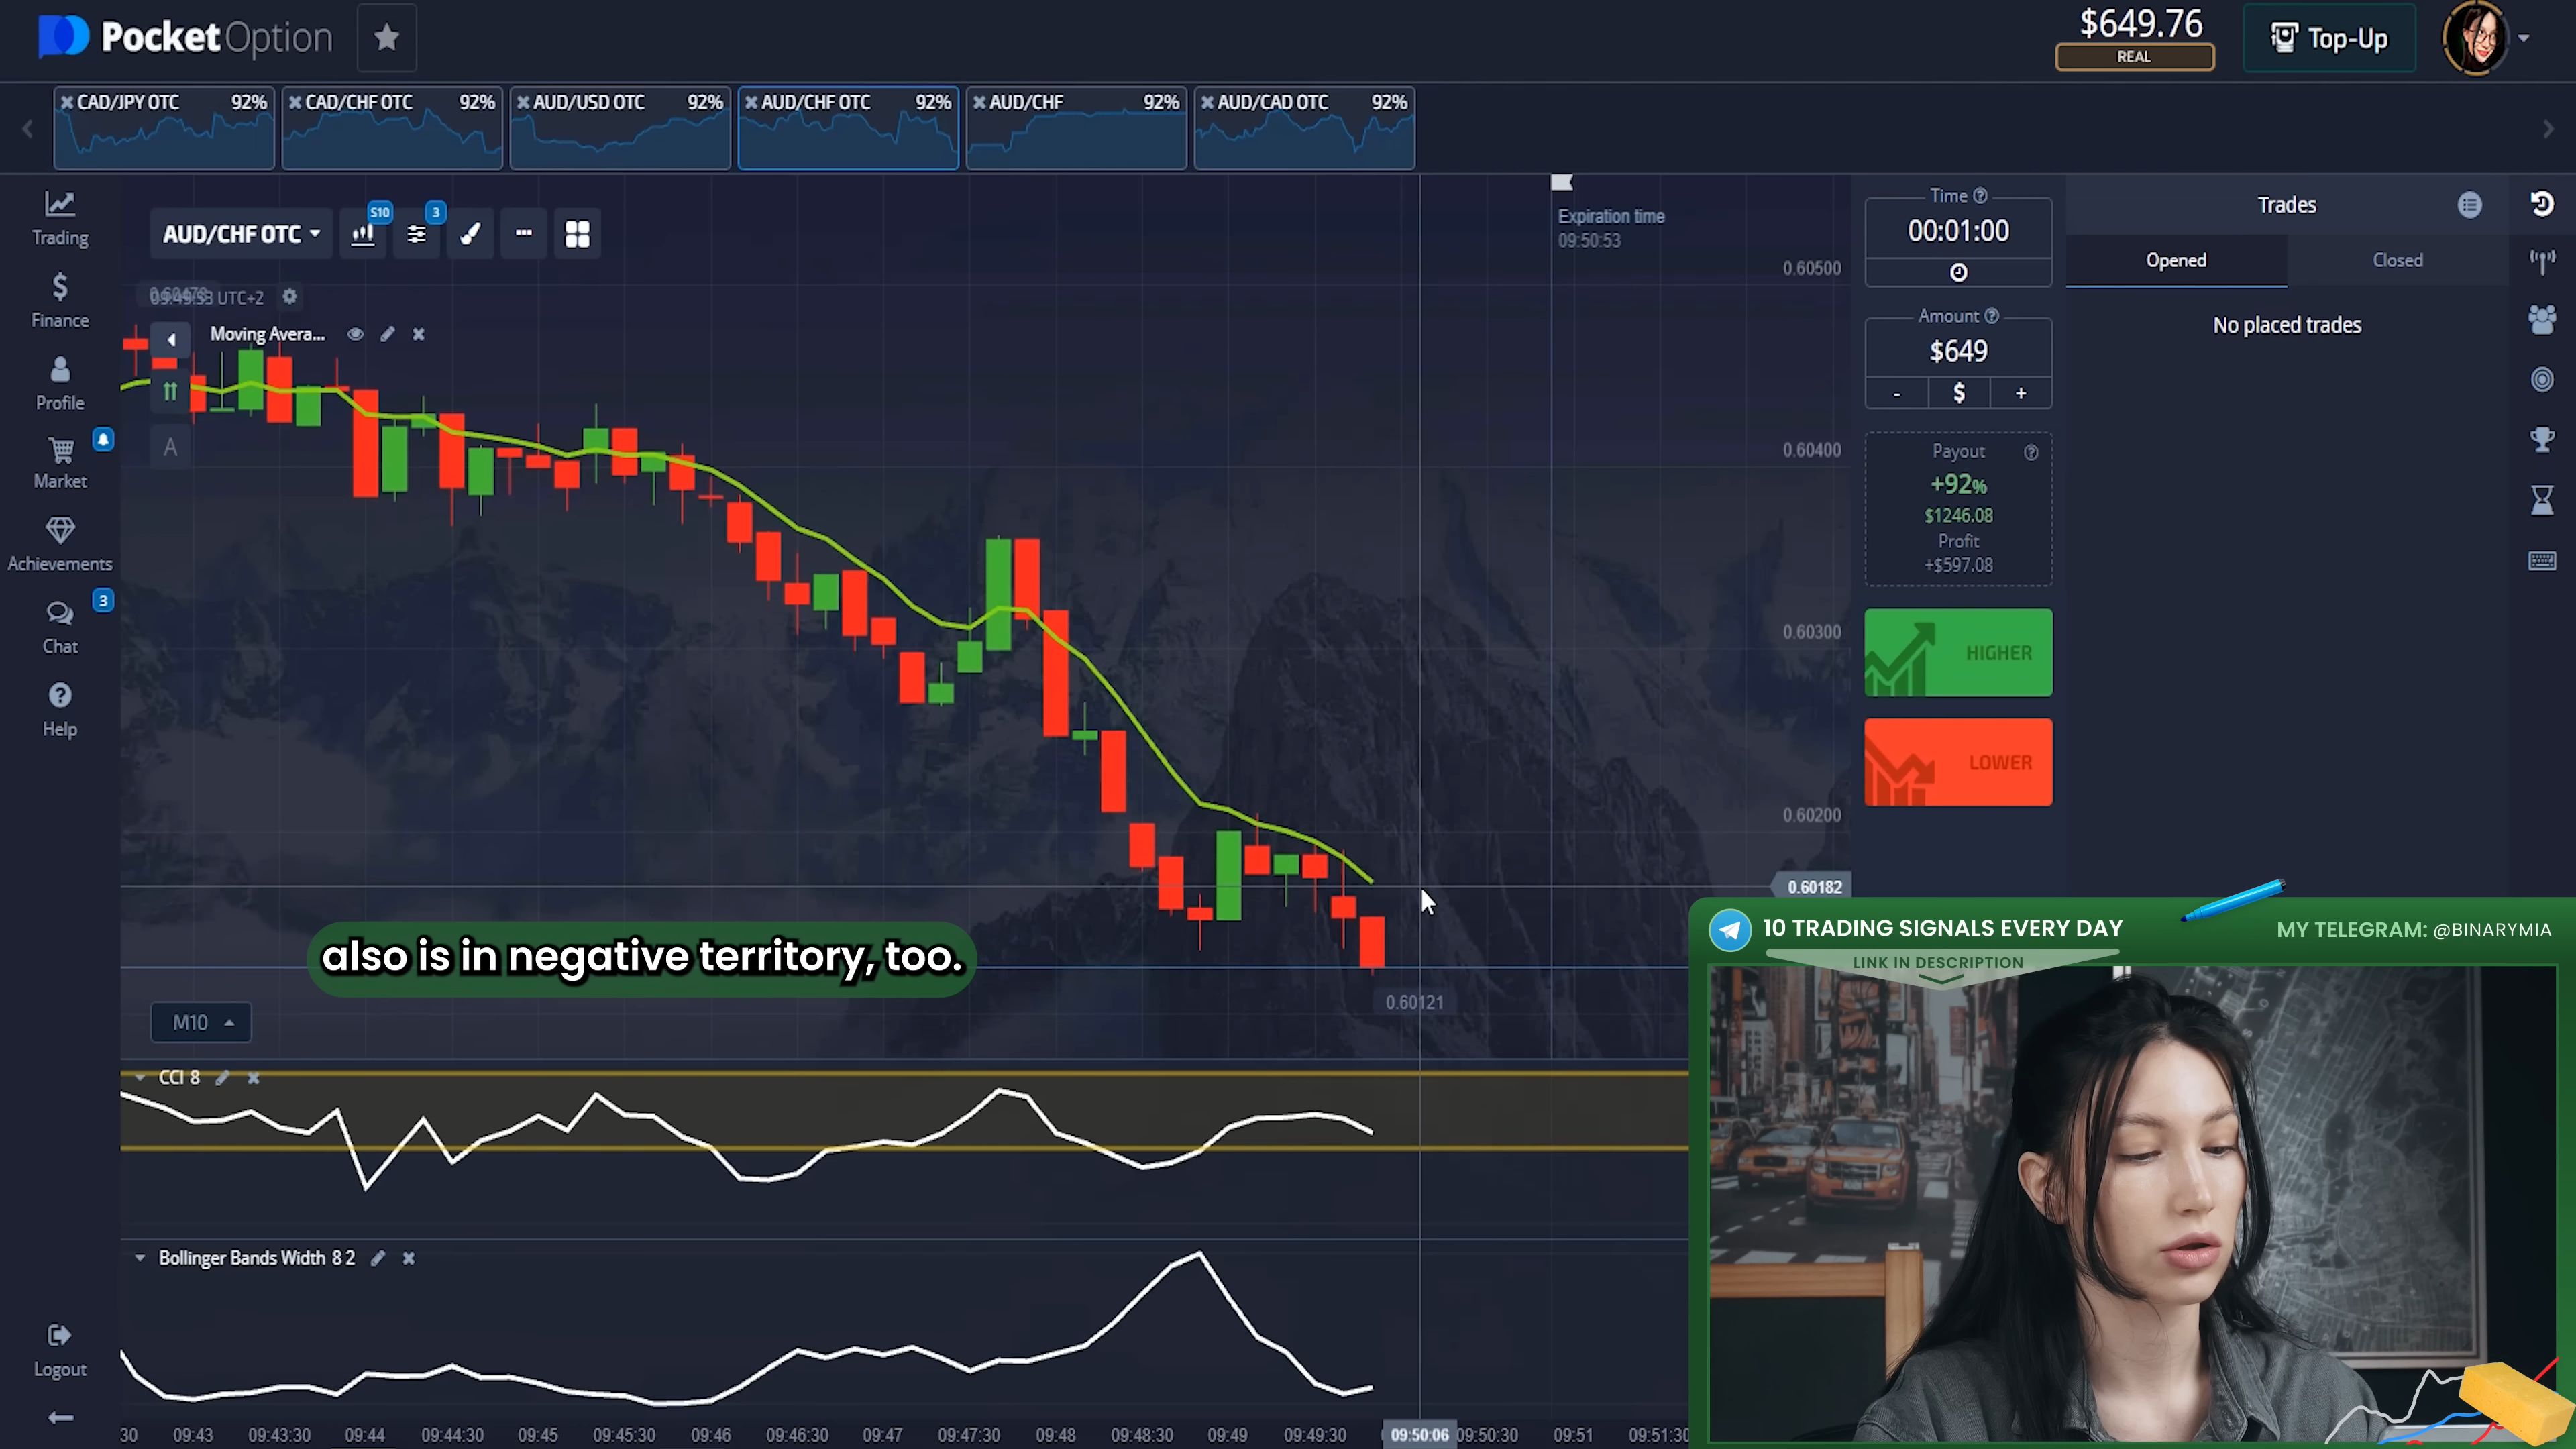 PocketOption
$649.76
REAL
Top-Up
CAD/JPY OTC 92%
CAD/CHF OTC 92%
AUD/USD OTC 92%
AUD/CHF OTC 92%
AUD/CHF 92%
AUD/CAD OTC 92%
Trading
Finance
Profile
Market
Achievements
3
Chat
Help
Logout
AUD/CHF OTC
S10
3
UTC+2
Moving Avera...
A
Expiration time
09:50:53
0.60500
0.60400
0.60300
0.60200
0.60182
0.60121
also is in negative territory, too.
M10
CCI 8
Bollinger Bands Width 8 2
30 09:43 09:43:30 09:44 09:44:30 09:45 09:45:30 09:46 09:46:30 09:47 09:47:30 09:48 09:48:30 09:49 09:49:30 09:50:06 09:50:30 09:51 09:51:30
Time
00:01:00
Amount
$649
- $ +
Payout
+92%
$1246.08
Profit
+$597.08
HIGHER
LOWER
Trades
Opened Closed
No placed trades
10 TRADING SIGNALS EVERY DAY
LINK IN DESCRIPTION
MY TELEGRAM: @BINARYMIA